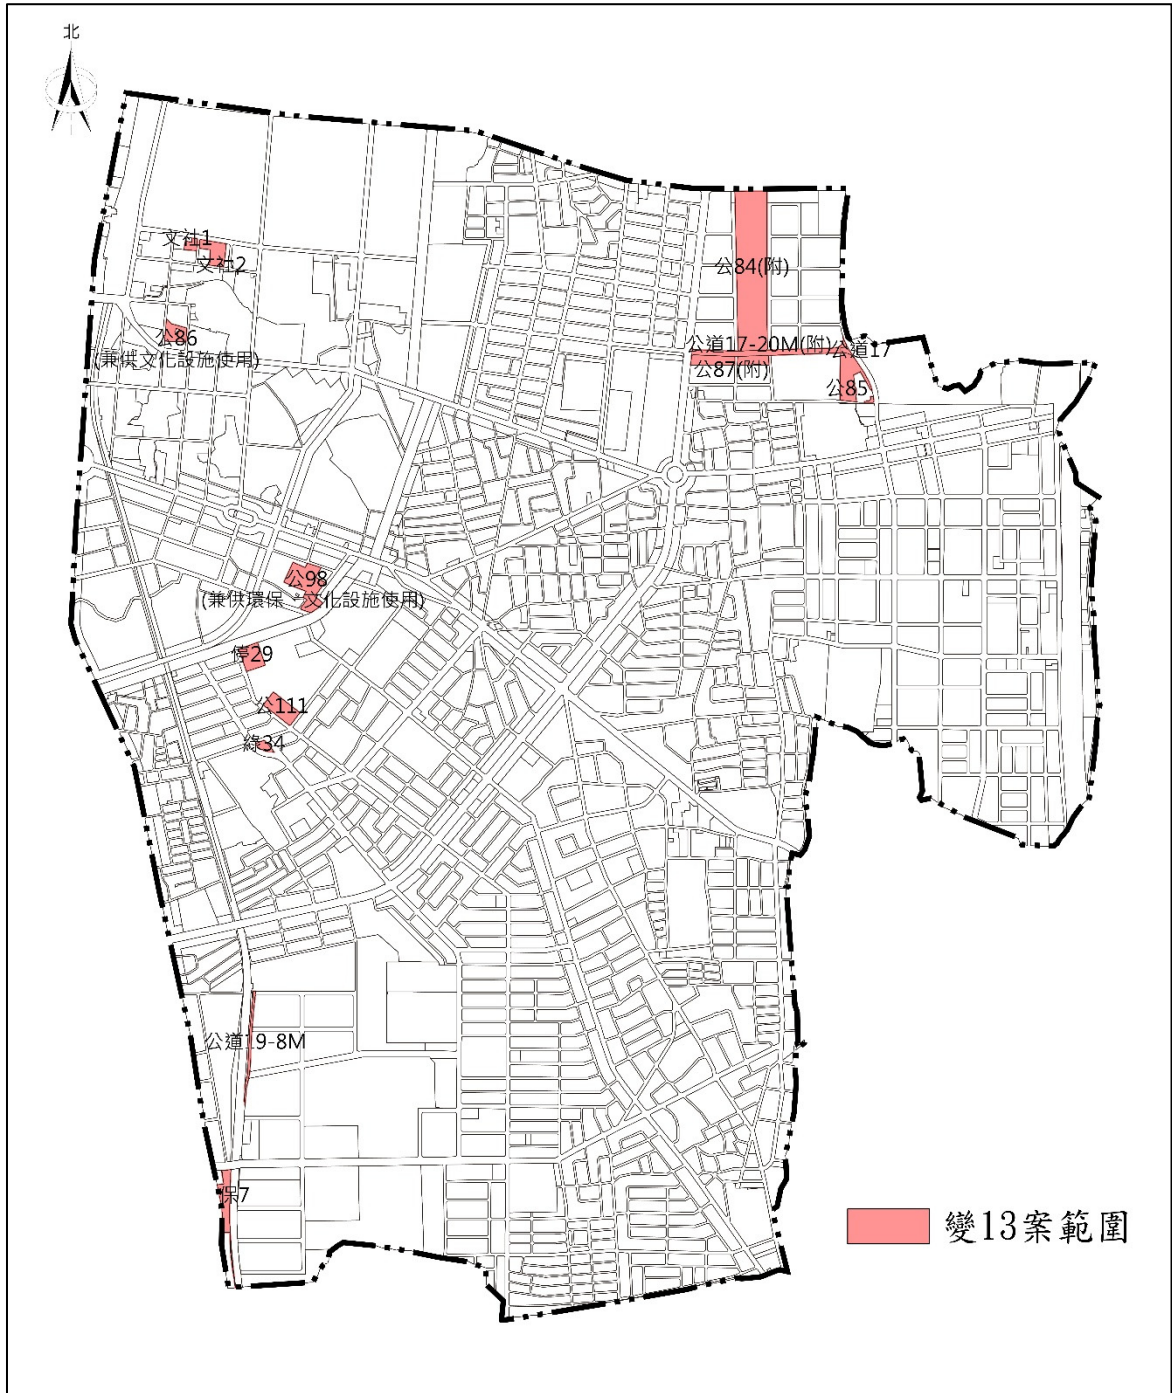 北
文社1
文社2
公84(附)
公86
(兼供文化設施使用)
公道17-20M(附)
公道17
公87(附)
公85
公98
(兼供環保、文化設施使用)
停29
公111
綠34
公道19-8M
保7
變13案範圍